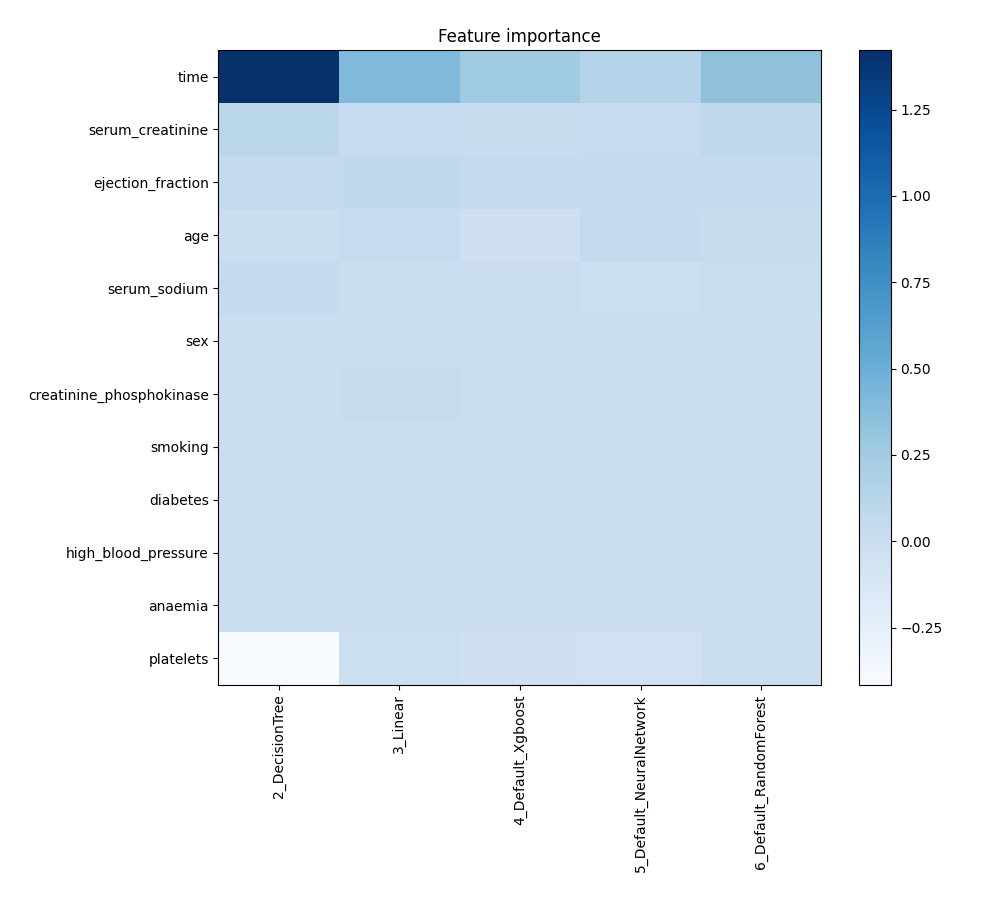 Feature importance
time
serum_creatinine
ejection_fraction
age
serum_sodium
sex
creatinine_phosphokinase
smoking
diabetes
high_blood_pressure
anaemia
platelets
2_DecisionTree
3_Linear
4_Default_Xgboost
5_Default_NeuralNetwork
6_Default_RandomForest
1.25
1.00
0.75
0.50
0.25
0.00
−0.25